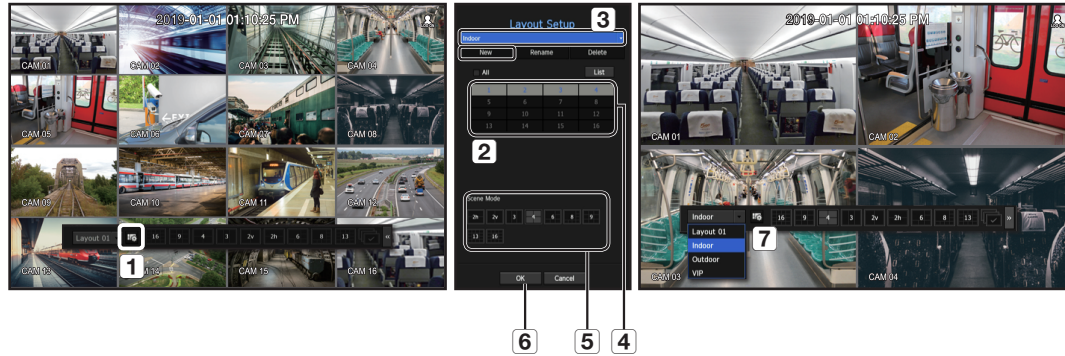 2019-01-01 01:10:25 PM
LOG ON
CAM 01
CAM 02
CAM 03
CAM 04
CAM 05
CAM 06
CAM 07
CAM 08
CAM 09
CAM 10
CAM 11
CAM 12
Layout 01 16 9 4 3 2v 2h 6 8 13 «
1
CAM 13
CAM 14
CAM 15
CAM 16
Layout Setup
3
Indoor
New Rename Delete
All List
1 2 3 4
5 6 7 8
9 10 11 12
13 14 15 16
2
Scene Mode
2h 2v 3 4 6 8 9
13 16
OK Cancel
6 5 4
2019-01-01 01:10:25 PM
LOG ON
CAM 01
CAM 02
Indoor 16 9 4 3 2v 2h 6 8 13 »
Layout 01
Indoor
Outdoor
VIP
7
CAM 03
CAM 04